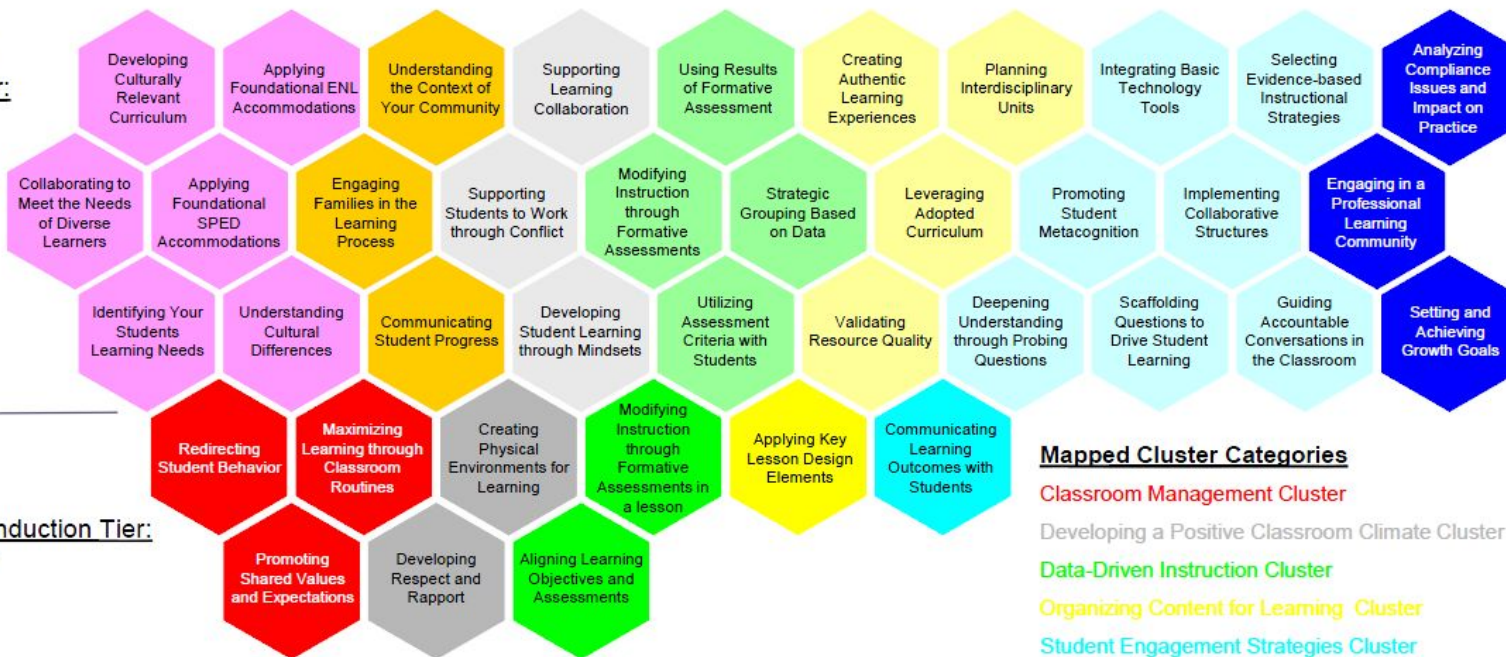 Developing
Culturally
Relevant
Curriculum
Applying
Foundational ENL
Accommodations
Understanding
the Context of
Your Community
Supporting
Learning
Collaboration
Using Results
of Formative
Assessment
Creating
Authentic
Learning
Experiences
Planning
Interdisciplinary
Units
Integrating Basic
Technology
Tools
Selecting
Evidence-based
Instructional
Strategies
Analyzing
Compliance
Issues and
Impact on
Practice
Collaborating to
Meet the Needs
of Diverse
Learners
Applying
Foundational
SPED
Accommodations
Engaging
Families in the
Learning
Process
Supporting
Students to Work
through Conflict
Modifying
Instruction
through
Formative
Assessments
Strategic
Grouping Based
on Data
Leveraging
Adopted
Curriculum
Promoting
Student
Metacognition
Implementing
Collaborative
Structures
Engaging in a
Professional
Learning
Community
Identifying Your
Students
Learning Needs
Understanding
Cultural
Differences
Communicating
Student Progress
Developing
Student Learning
through Mindsets
Utilizing
Assessment
Criteria with
Students
Validating
Resource Quality
Deepening
Understanding
through Probing
Questions
Scaffolding
Questions to
Drive Student
Learning
Guiding
Accountable
Conversations in
the Classroom
Setting and
Achieving
Growth Goals
Redirecting
Student Behavior
Maximizing
Learning through
Classroom
Routines
Creating
Physical
Environments for
Learning
Modifying
Instruction
through
Formative
Assessments in
a lesson
Applying Key
Lesson Design
Elements
Communicating
Learning
Outcomes with
Students
nduction Tier:
Promoting
Shared Values
and Expectations
Developing
Respect and
Rapport
Aligning Learning
Objectives and
Assessments
Mapped Cluster Categories
Classroom Management Cluster
Developing a Positive Classroom Climate Cluster
Data-Driven Instruction Cluster
Organizing Content for Learning Cluster
Student Engagement Strategies Cluster